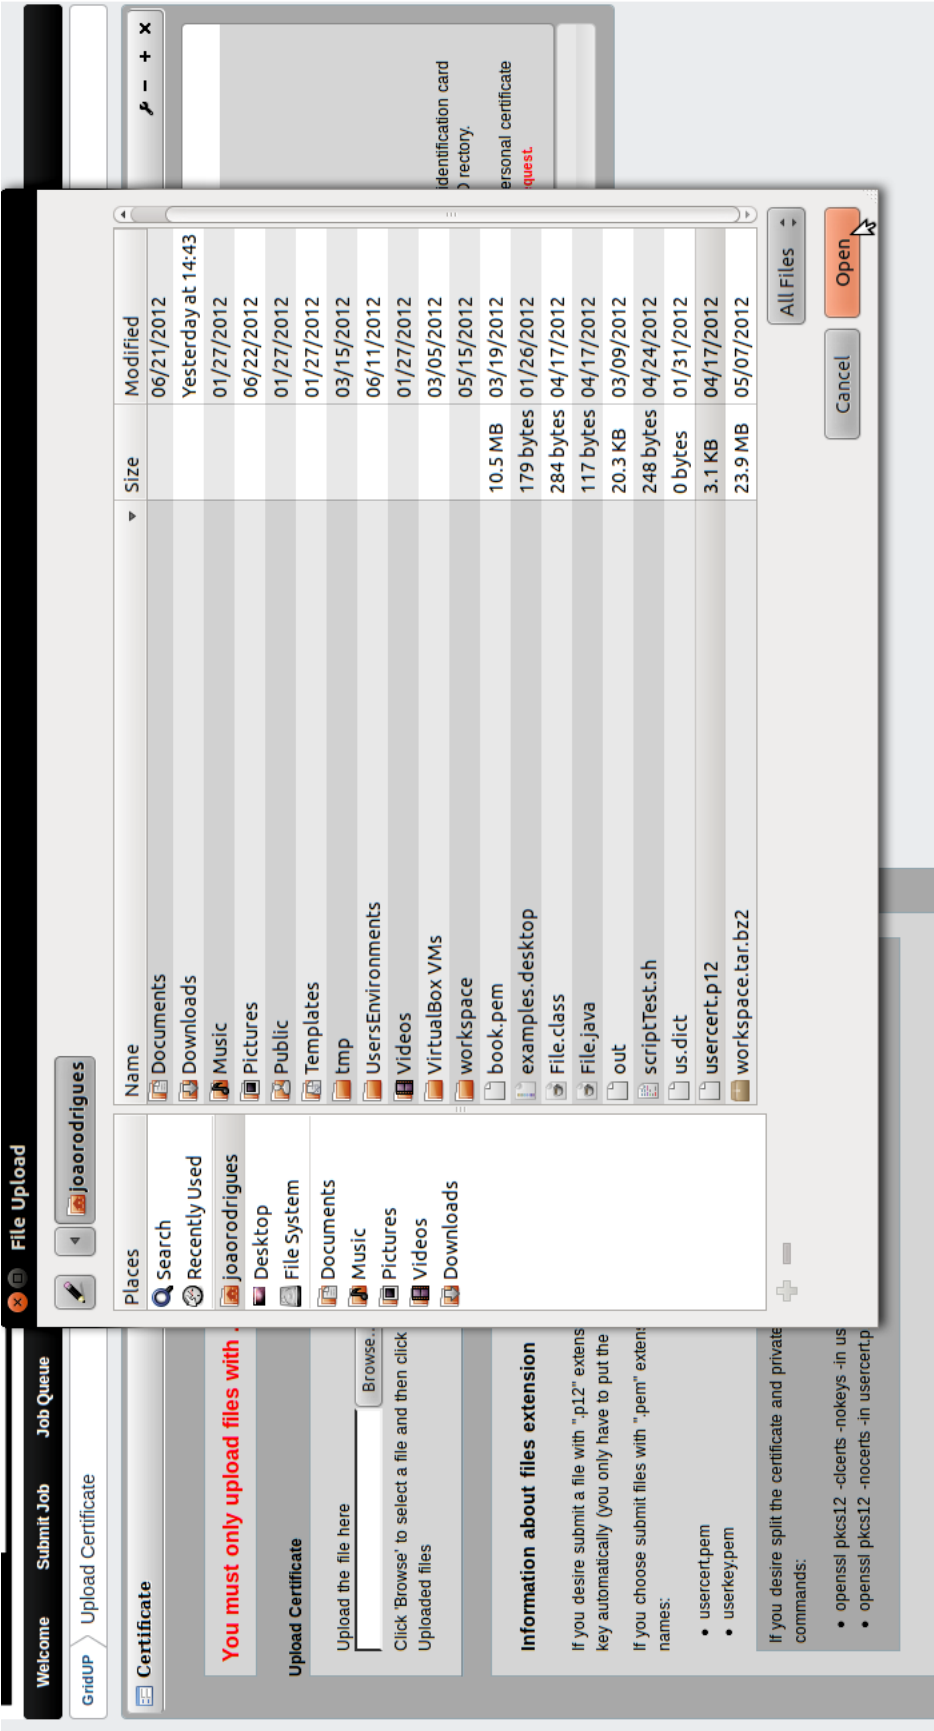 Welcome
Submit Job
Job Queue
GridUP
Upload Certificate
Certificate
You must only upload files with .
Upload Certificate
Upload the file here
Browse..
Click 'Browse' to select a file and then click
Uploaded files
Information about files extension
If you desire submit a file with ".p12" extens
key automatically (you only have to put the
If you choose submit files with ".pem" exten
names:
• usercert.pem
• userkey.pem
If you desire split the certificate and private
commands:
• openssl pkcs12 -clcerts -nokeys -in us
• openssl pkcs12 -nocerts -in usercert.p
identification card
rectory.
ersonal certificate
equest.
File Upload
joaorodrigues
Places
Search
Recently Used
joaorodrigues
Desktop
File System
Documents
Music
Pictures
Videos
Downloads
Name Size Modified
Documents 06/21/2012
Downloads Yesterday at 14:43
Music 01/27/2012
Pictures 06/22/2012
Public 01/27/2012
Templates 01/27/2012
tmp 03/15/2012
UsersEnvironments 06/11/2012
Videos 01/27/2012
VirtualBox VMs 03/05/2012
workspace 05/15/2012
book.pem 10.5 MB 03/19/2012
examples.desktop 179 bytes 01/26/2012
File.class 284 bytes 04/17/2012
File.java 117 bytes 04/17/2012
out 20.3 KB 03/09/2012
scriptTest.sh 248 bytes 04/24/2012
us.dict 0 bytes 01/31/2012
usercert.p12 3.1 KB 04/17/2012
workspace.tar.bz2 23.9 MB 05/07/2012
All Files
Cancel
Open